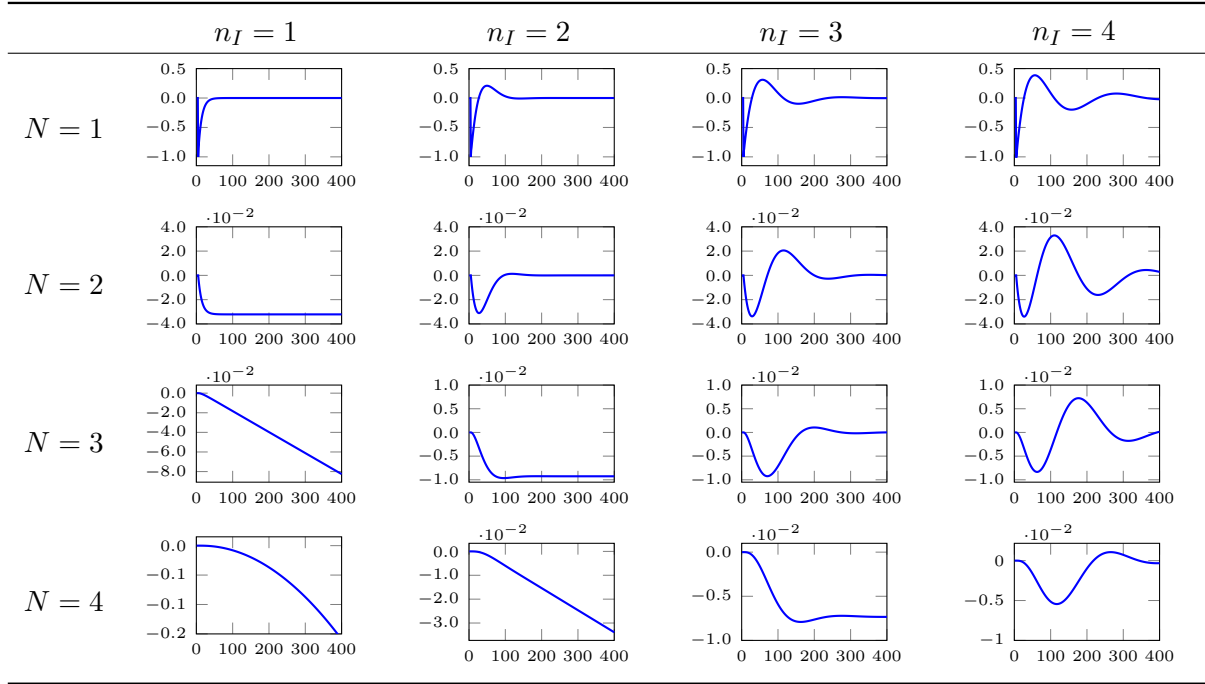 n_I = 1 n_I = 2 n_I = 3 n_I = 4
N = 1
0.5 0.0 −0.5 −1.0
0 100 200 300 400
0.5 0.0 −0.5 −1.0
0 100 200 300 400
0.5 0.0 −0.5 −1.0
0 100 200 300 400
0.5 0.0 −0.5 −1.0
0 100 200 300 400
N = 2
·10⁻²
4.0 2.0 0.0 −2.0 −4.0
0 100 200 300 400
·10⁻²
4.0 2.0 0.0 −2.0 −4.0
0 100 200 300 400
·10⁻²
4.0 2.0 0.0 −2.0 −4.0
0 100 200 300 400
·10⁻²
4.0 2.0 0.0 −2.0 −4.0
0 100 200 300 400
N = 3
·10⁻²
0.0 −2.0 −4.0 −6.0 −8.0
0 100 200 300 400
·10⁻²
1.0 0.5 0.0 −0.5 −1.0
0 100 200 300 400
·10⁻²
1.0 0.5 0.0 −0.5 −1.0
0 100 200 300 400
·10⁻²
1.0 0.5 0.0 −0.5 −1.0
0 100 200 300 400
N = 4
0.0 −0.1 −0.1 −0.2
0 100 200 300 400
·10⁻²
0.0 −1.0 −2.0 −3.0
0 100 200 300 400
·10⁻²
0.0 −0.5 −1.0
0 100 200 300 400
·10⁻²
0.0 −0.5 −1
0 100 200 300 400